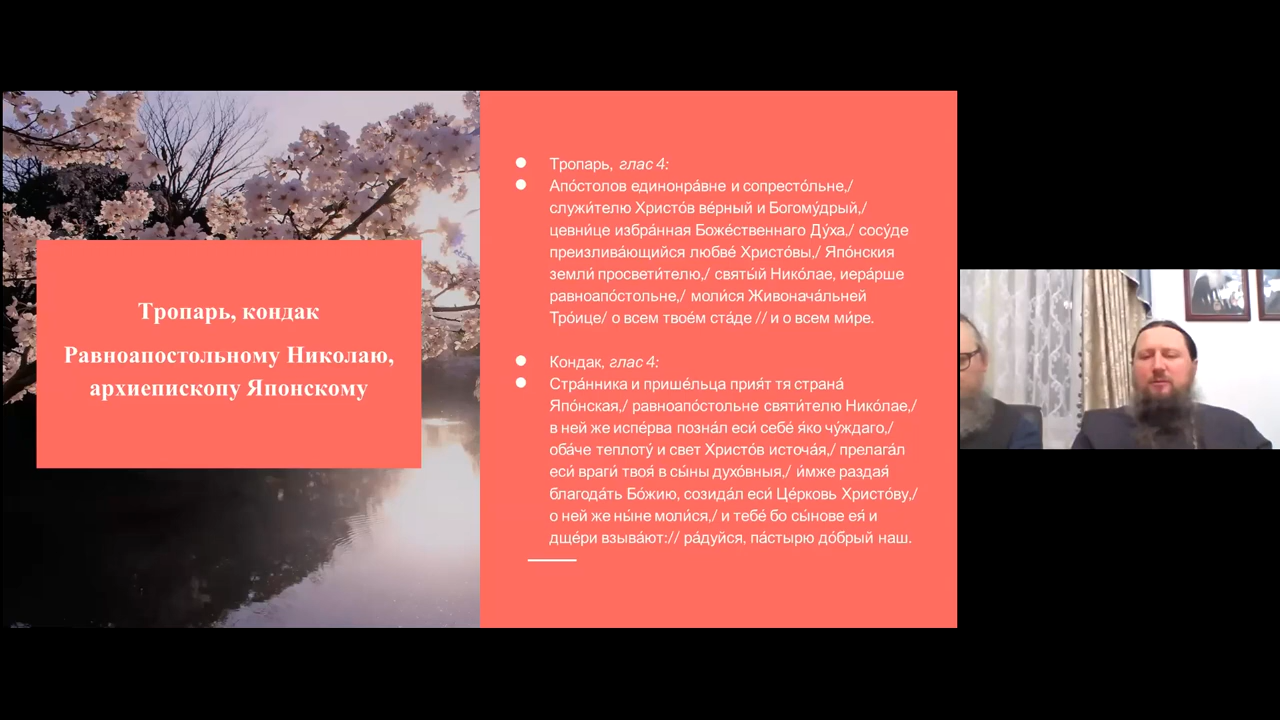 Тропарь, кондак
Равноапостольному Николаю,
архиепископу Японскому
Тропарь, глас 4:
Апо́столов единонра́вне и сопресто́льне,/
служи́телю Христо́в ве́рный и Богому́дрый,/
цевни́це избра́нная Боже́ственнаго Ду́ха,/ сосу́де
преизлива́ющийся любве́ Христо́вы,/ Япо́нския
земли́ просвети́телю,/ святы́й Нико́лае, иера́рше
равноапо́стольне,/ моли́ся Живонача́льней
Тро́ице/ о всем твое́м ста́де // и о всем ми́ре.
Кондак, глас 4:
Стра́нника и прише́льца прия́т тя страна́
Япо́нская,/ равноапо́стольне святи́телю Нико́лае,/
в ней же испе́рва позна́л еси́ себе́ я́ко чу́ждаго,/
оба́че теплоту́ и свет Христо́в источа́я,/ прелага́л
еси́ враги́ твоя́ в сы́ны духо́вныя,/ и́мже раздая́
благода́ть Бо́жию, созида́л еси́ Це́рковь Христо́ву,/
о ней же ны́не моли́ся,/ и тебе́ бо сы́нове ея́ и
дще́ри взыва́ют:// ра́дуйся, па́стырю до́брый наш.